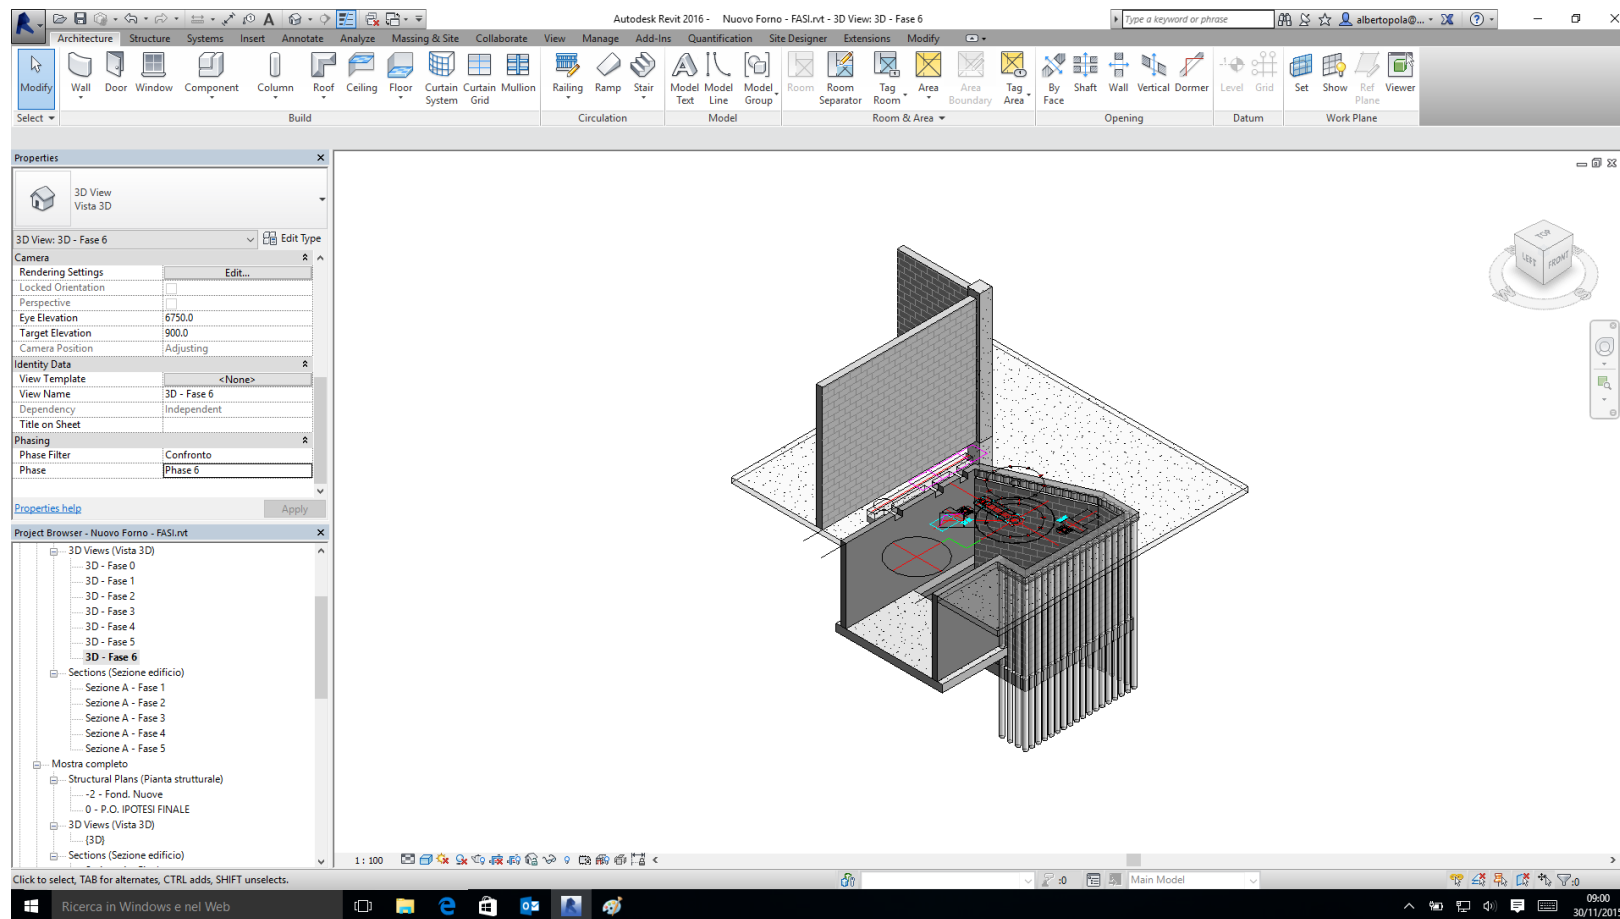 Autodesk Revit 2016 - Nuovo Forno - FASI.rvt - 3D View: 3D - Fase 6
Type a keyword or phrase
albertopola@...
Architecture Structure Systems Insert Annotate Analyze Massing & Site Collaborate View Manage Add-Ins Quantification Site Designer Extensions Modify
Modify Wall Door Window Component Column Roof Ceiling Floor Curtain System Curtain Grid Mullion Railing Ramp Stair Model Text Model Line Model Group Room Room Separator Tag Room Area Area Boundary Tag Area By Face Shaft Wall Vertical Dormer Level Grid Set Show Ref Plane Viewer
Select Build Circulation Model Room & Area Opening Datum Work Plane
Properties
3D View
Vista 3D
3D View: 3D - Fase 6 Edit Type
Camera
Rendering Settings Edit...
Locked Orientation
Perspective
Eye Elevation 6750.0
Target Elevation 900.0
Camera Position Adjusting
Identity Data
View Template <None>
View Name 3D - Fase 6
Dependency Independent
Title on Sheet
Phasing
Phase Filter Confronto
Phase Phase 6
Properties help Apply
Project Browser - Nuovo Forno - FASI.rvt
3D Views (Vista 3D)
3D - Fase 0
3D - Fase 1
3D - Fase 2
3D - Fase 3
3D - Fase 4
3D - Fase 5
3D - Fase 6
Sections (Sezione edificio)
Sezione A - Fase 1
Sezione A - Fase 2
Sezione A - Fase 3
Sezione A - Fase 4
Sezione A - Fase 5
Mostra completo
Structural Plans (Pianta strutturale)
-2 - Fond. Nuove
0 - P.O. IPOTESI FINALE
3D Views (Vista 3D)
{3D}
Sections (Sezione edificio)
TOP
LEFT FRONT
W S
1 : 100
Click to select, TAB for alternates, CTRL adds, SHIFT unselects.
:0
Main Model
:0
Ricerca in Windows e nel Web
09:00
30/11/2015